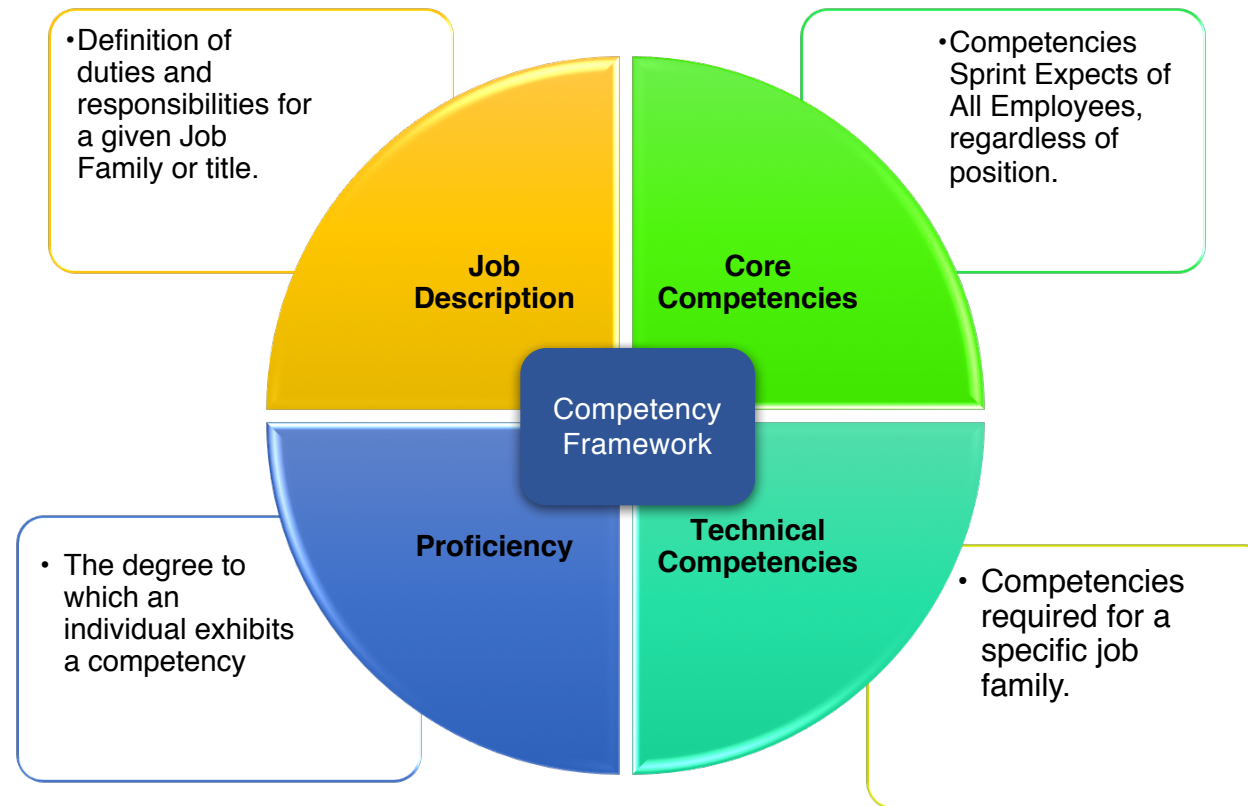 •Definition of
duties and
responsibilities for
a given Job
Family or title.
•Competencies
Sprint Expects of
All Employees,
regardless of
position.
Job
Description
Core
Competencies
Competency
Framework
Proficiency
Technical
Competencies
• The degree to
which an
individual exhibits
a competency
• Competencies
required for a
specific job
family.